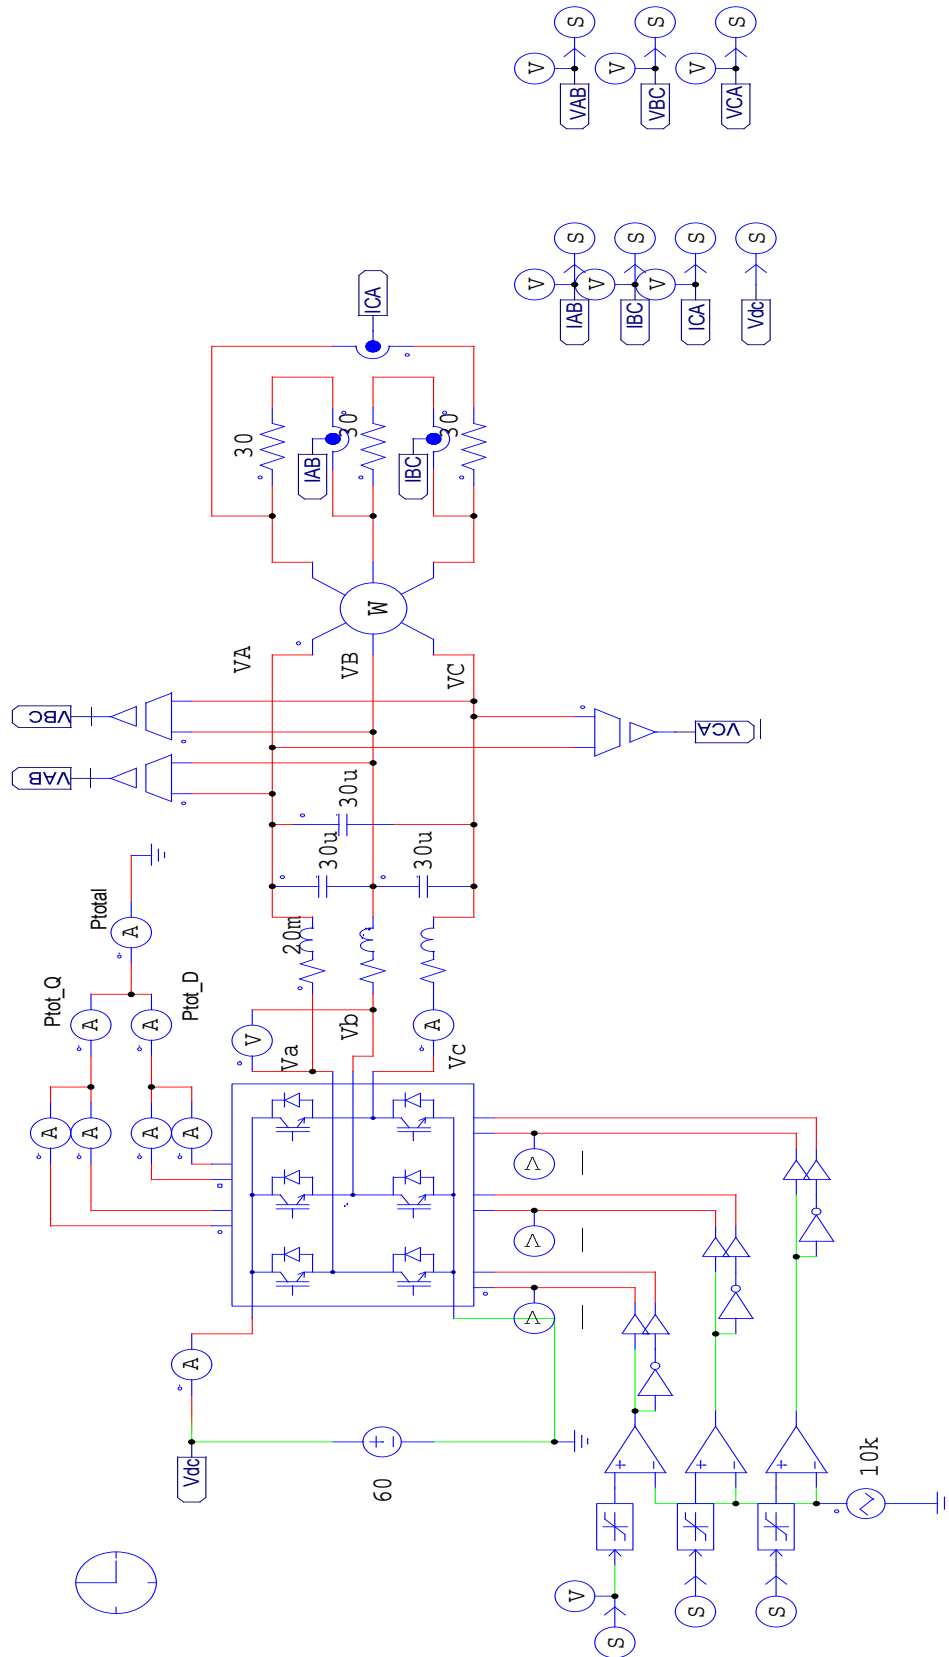 VAB
VBC
Ptot_Q
A
A
A
Ptotal
A
A
A
Ptot_D
A
Vdc
A
V
VA
30
Va
20m
IAB
30u
30u
Vb
VB
30
ICA
W
60
IBC
30u
A
30
Vc
VC
V
V
V
V
V
V
IAB
S
VAB
S
V
V
IBC
S
VBC
S
V
V
ICA
S
VCA
S
Vdc
S
VCA
V
S
S
S
10k